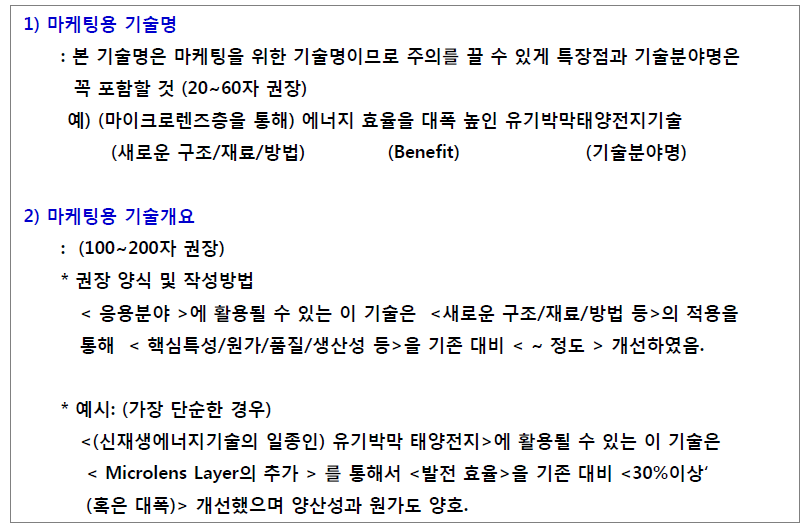 1) 마케팅용 기술명
: 본 기술명은 마케팅을 위한 기술명이므로 주의를 끌 수 있게 특장점과 기술분야명은
꼭 포함할 것 (20~60자 권장)
예) (마이크로렌즈층을 통해) 에너지 효율을 대폭 높인 유기박막태양전지기술
(새로운 구조/재료/방법) (Benefit) (기술분야명)
2) 마케팅용 기술개요
: (100~200자 권장)
* 권장 양식 및 작성방법
< 응용분야 >에 활용될 수 있는 이 기술은 <새로운 구조/재료/방법 등>의 적용을
통해 < 핵심특성/원가/품질/생산성 등>을 기존 대비 < ~ 정도 > 개선하였음.
* 예시: (가장 단순한 경우)
<(신재생에너지기술의 일종인) 유기박막 태양전지>에 활용될 수 있는 이 기술은
< Microlens Layer의 추가 > 를 통해서 <발전 효율>을 기존 대비 <30%이상‘
(혹은 대폭)> 개선했으며 양산성과 원가도 양호.